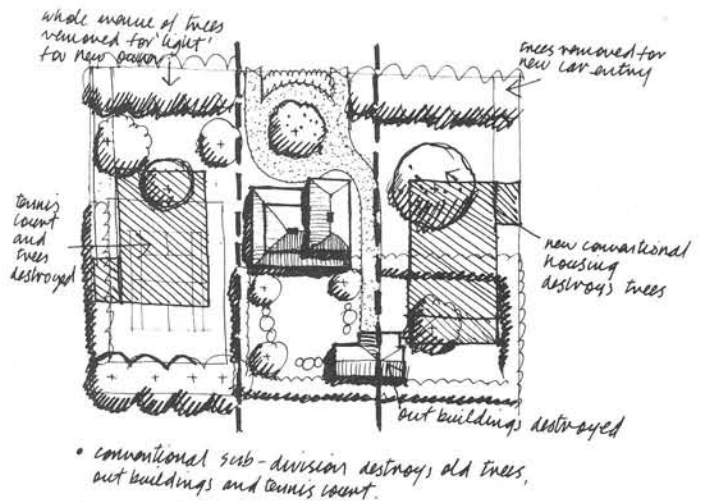 whole avenue of trees
removed for 'light'
for new owner
trees removed for
new car entry
tennis
court
and
trees
destroyed
new conventional
housing
destroys trees
out buildings destroyed
• conventional sub-division destroys old trees,
out buildings and tennis court.